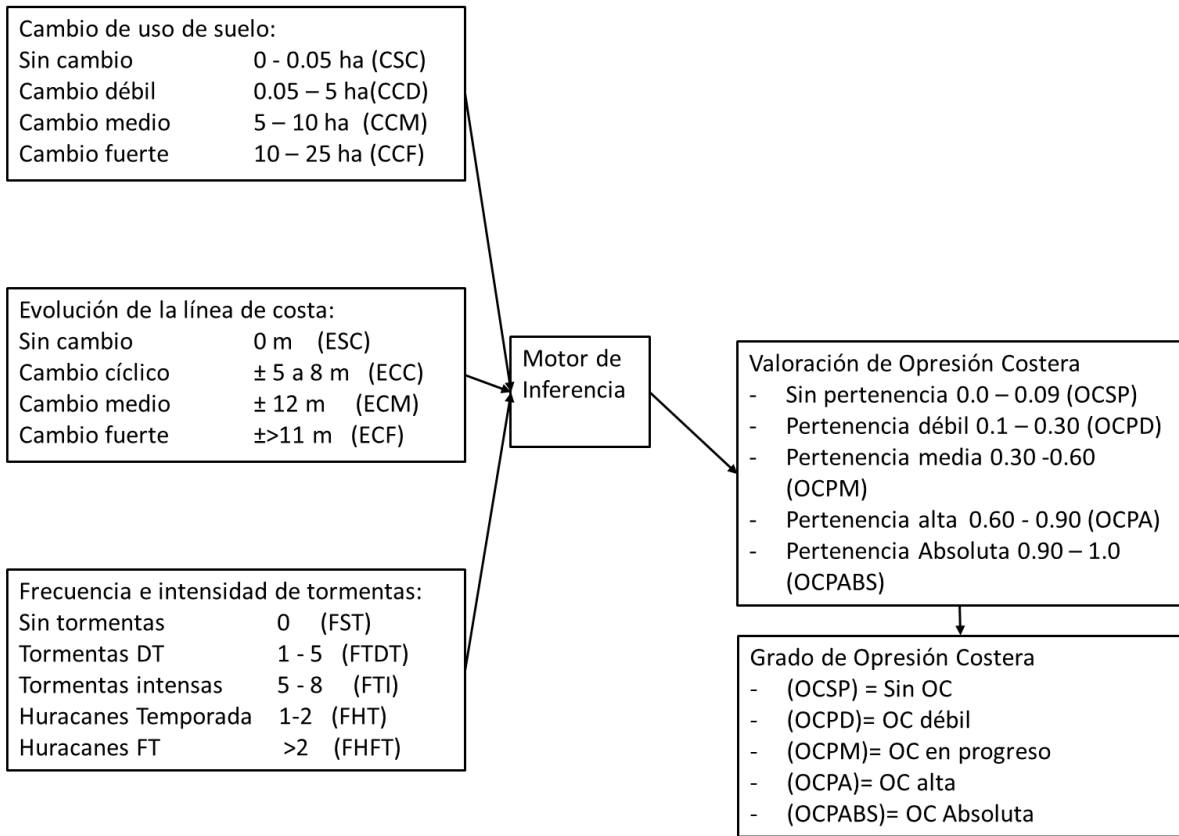 Cambio de uso de suelo:
Sin cambio 0 - 0.05 ha (CSC)
Cambio débil 0.05 – 5 ha(CCD)
Cambio medio 5 – 10 ha (CCM)
Cambio fuerte 10 – 25 ha (CCF)
Evolución de la línea de costa:
Sin cambio 0 m (ESC)
Cambio cíclico ± 5 a 8 m (ECC)
Cambio medio ± 12 m (ECM)
Cambio fuerte ±>11 m (ECF)
Frecuencia e intensidad de tormentas:
Sin tormentas 0 (FST)
Tormentas DT 1 - 5 (FTDT)
Tormentas intensas 5 - 8 (FTI)
Huracanes Temporada 1-2 (FHT)
Huracanes FT >2 (FHFT)
Motor de
Inferencia
Valoración de Opresión Costera
- Sin pertenencia 0.0 – 0.09 (OCSP)
- Pertenencia débil 0.1 – 0.30 (OCPD)
- Pertenencia media 0.30 -0.60
(OCPM)
- Pertenencia alta 0.60 - 0.90 (OCPA)
- Pertenencia Absoluta 0.90 – 1.0
(OCPABS)
Grado de Opresión Costera
- (OCSP) = Sin OC
- (OCPD)= OC débil
- (OCPM)= OC en progreso
- (OCPA)= OC alta
- (OCPABS)= OC Absoluta